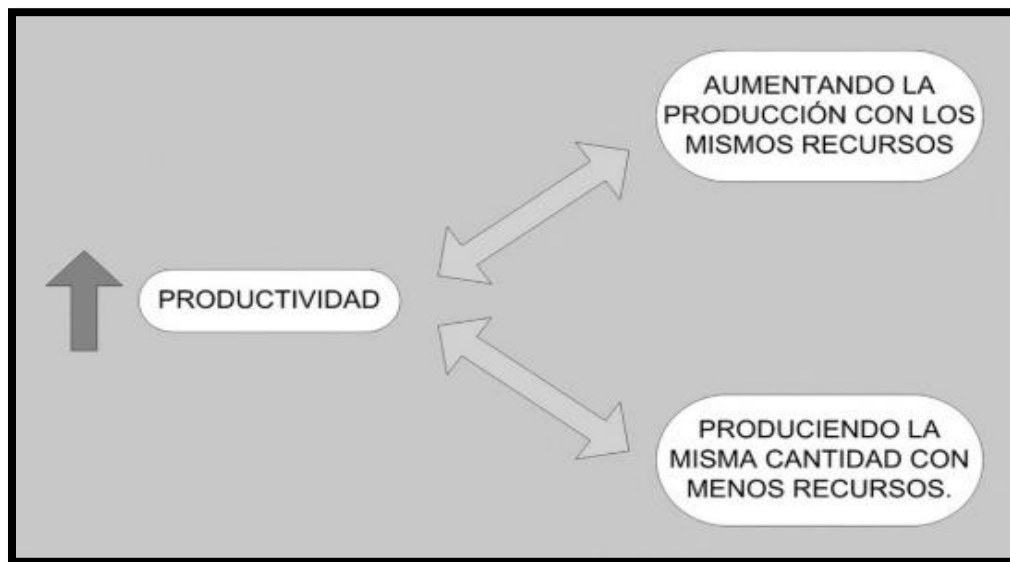 AUMENTANDO LA
PRODUCCIÓN CON LOS
MISMOS RECURSOS
PRODUCTIVIDAD
PRODUCIENDO LA
MISMA CANTIDAD CON
MENOS RECURSOS.